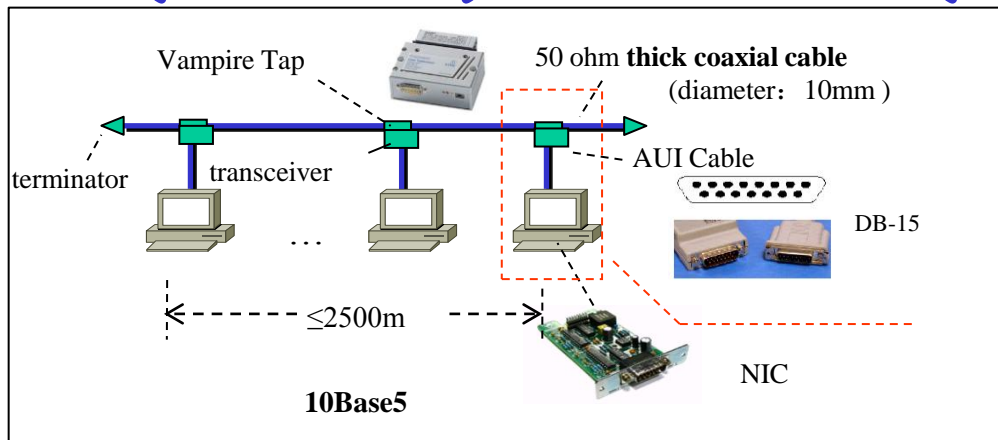 Vampire Tap
50 ohm thick coaxial cable
(diameter： 10mm )
AUI Cable
terminator
transceiver
DB-15
…
≤2500m
NIC
10Base5